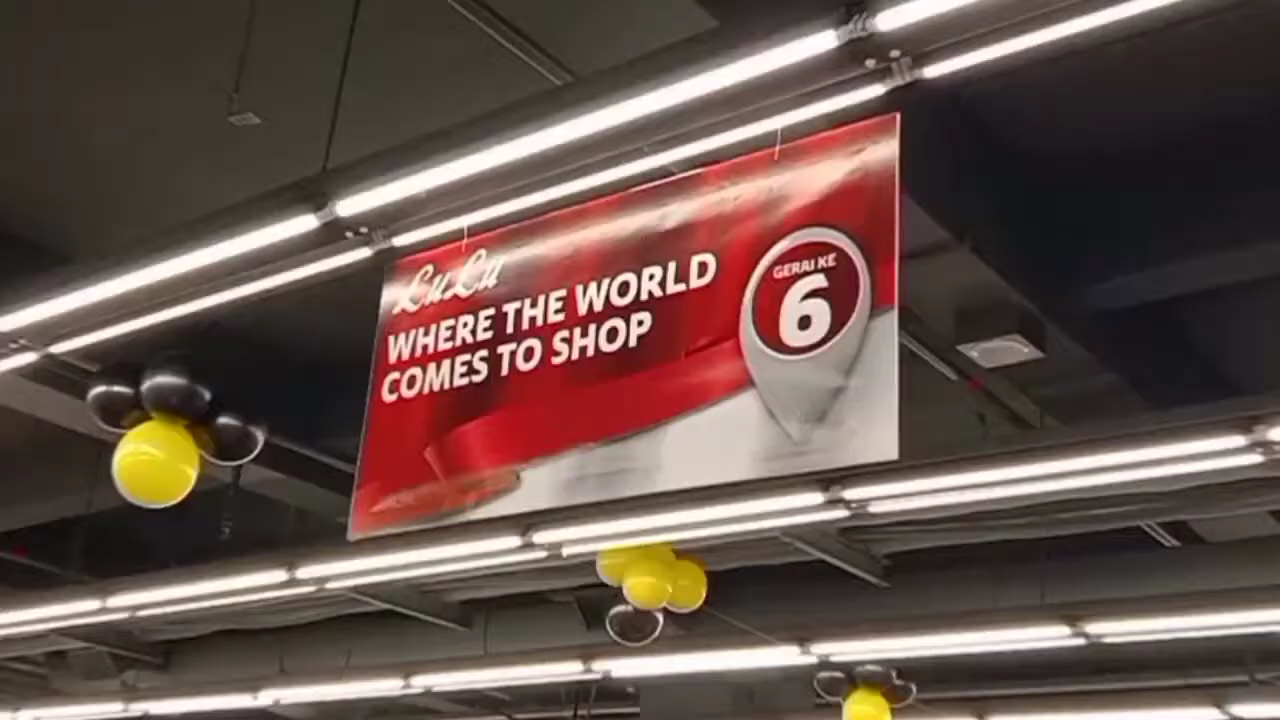 LuLu
WHERE THE WORLD
COMES TO SHOP
GERAI KE
6